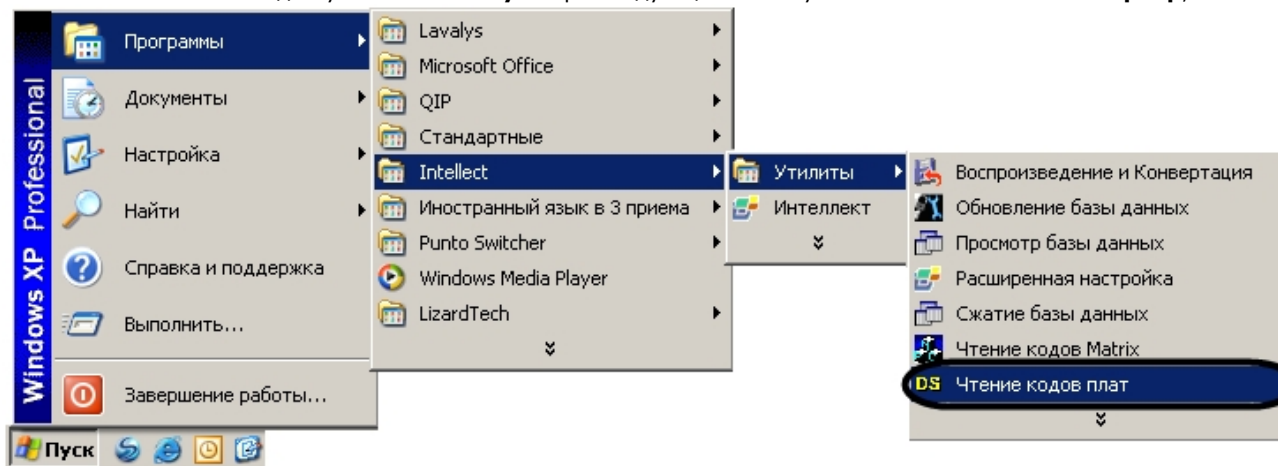 Windows XP Professional
Программы
Документы
Настройка
Найти
Справка и поддержка
Выполнить...
Завершение работы...
Пуск
Lavalys
Microsoft Office
QIP
Стандартные
Intellect
Иностранный язык в 3 приема
Punto Switcher
Windows Media Player
LizardTech
Утилиты
Интеллект
Воспроизведение и Конвертация
Обновление базы данных
Просмотр базы данных
Расширенная настройка
Сжатие базы данных
Чтение кодов Matrix
DS Чтение кодов плат